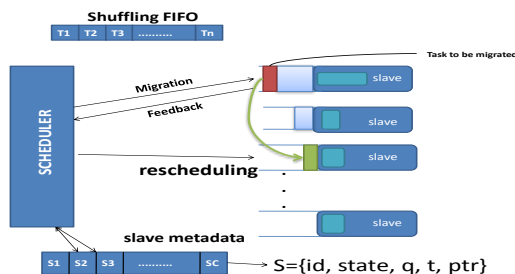 Shuffling FIFO
T1 T2 T3 .......... Tn
Task to be migrated
Migration
Feedback
slave
slave
SCHEDULER
rescheduling
slave
.
.
.
slave metadata
slave
S1 S2 S3 .......... SC
S={id, state, q, t, ptr}